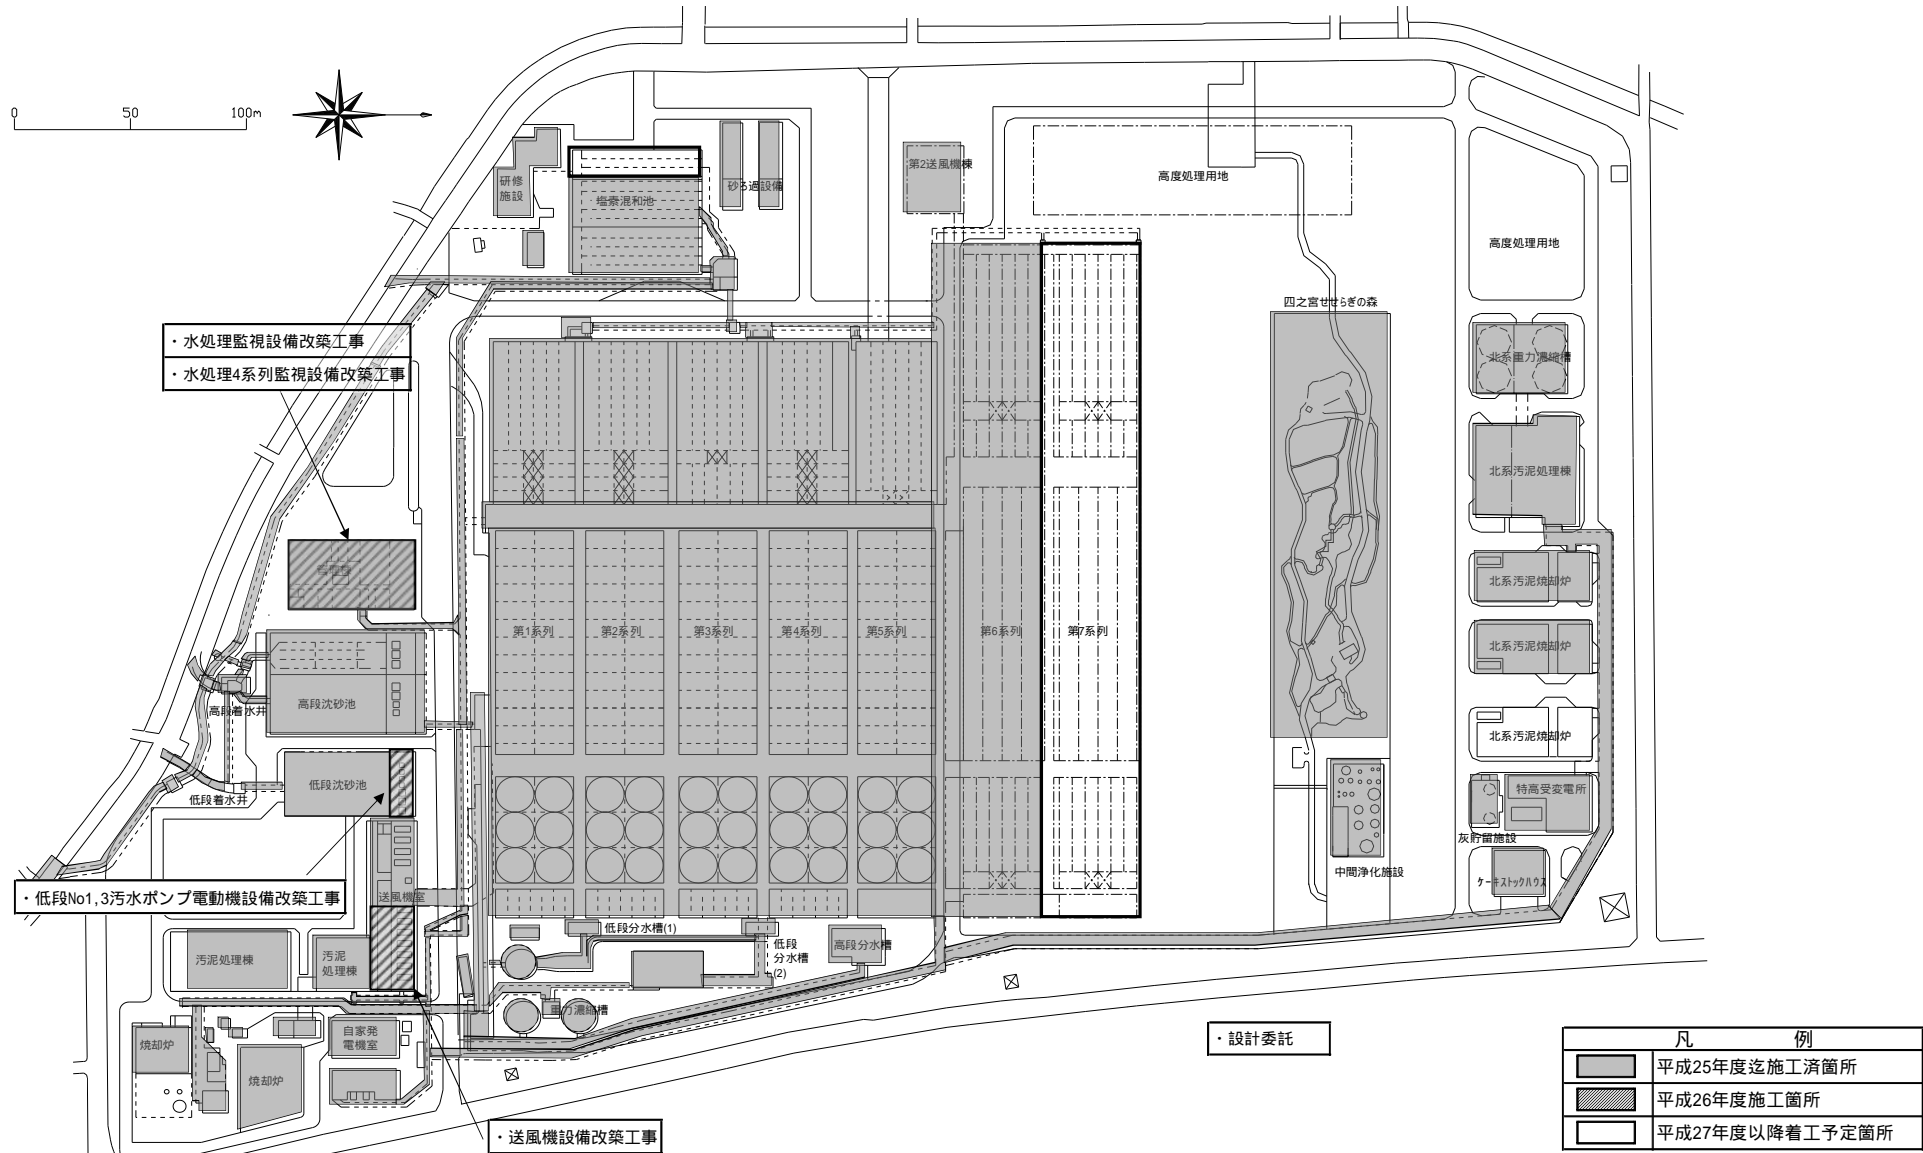 0 50 100m
研修
施設
塩素混和池
砂ろ過設備
第2送風機棟
高度処理用地
高度処理用地
四之宮せせらぎの森
・水処理監視設備改築工事
・水処理4系列監視設備改築工事
北系重力濃縮槽
北系汚泥処理棟
管理棟
北系汚泥焼却炉
第1系列
第2系列
第3系列
第4系列
第5系列
第6系列
第7系列
北系汚泥焼却炉
高段沈砂池
高段着水井
北系汚泥焼却炉
低段沈砂池
低段着水井
特高受変電所
灰貯留施設
中間浄化施設
ケーキストックハウス
・低段No1,3汚水ポンプ電動機設備改築工事
送風機室
低段分水槽(1)
低段
分水槽
(2)
高段分水槽
汚泥処理棟
汚泥
処理棟
重力濃縮槽
自家発
電機室
焼却炉
焼却炉
・設計委託
・送風機設備改築工事
凡 例
平成25年度迄施工済箇所
平成26年度施工箇所
平成27年度以降着工予定箇所